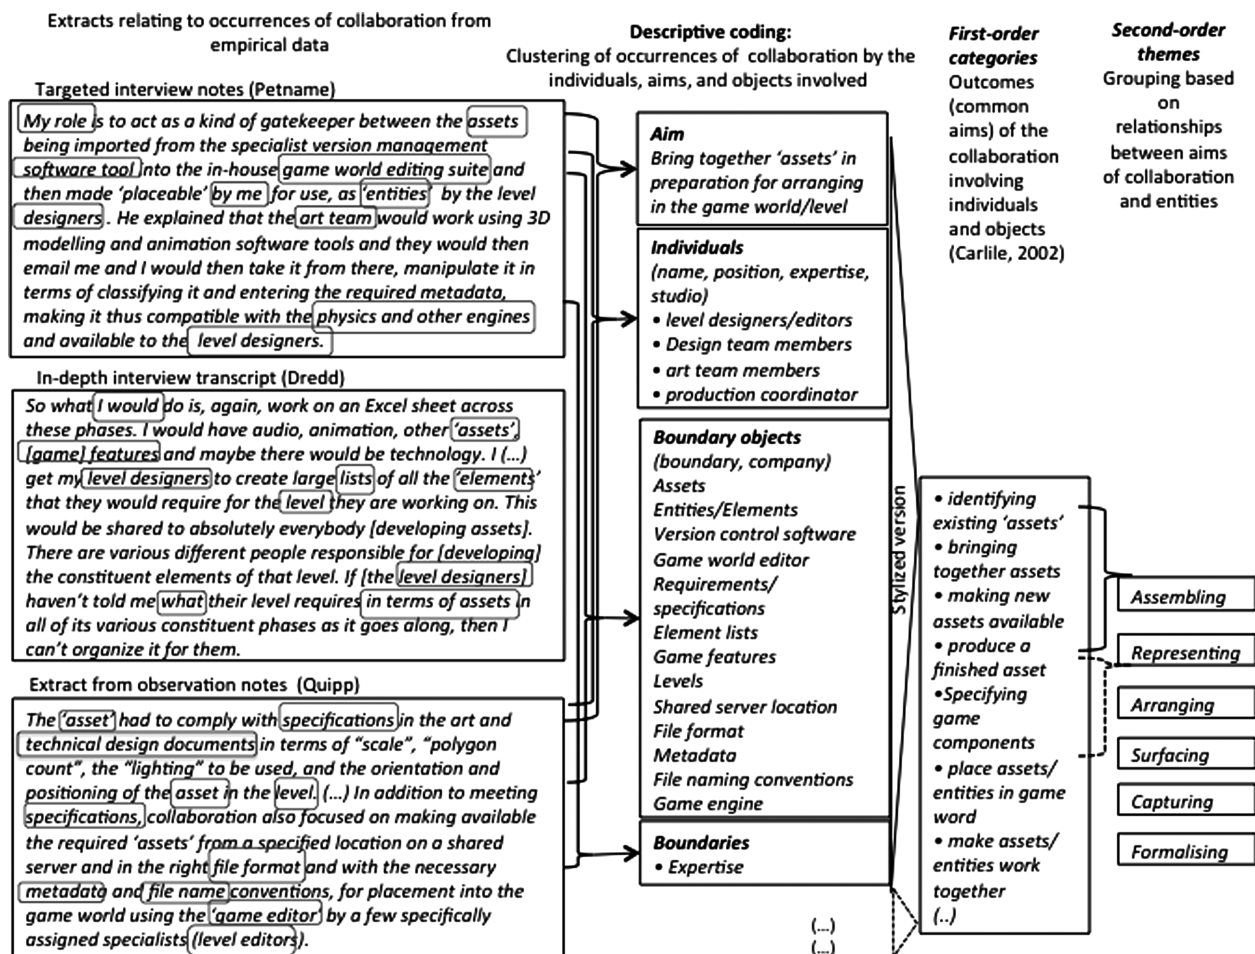 Extracts relating to occurrences of collaboration from
empirical data
Targeted interview notes (Petname)
My role is to act as a kind of gatekeeper between the assets
being imported from the specialist version management
software tool into the in-house game world editing suite and
then made 'placeable' by me for use, as 'entities' by the level
designers. He explained that the art team would work using 3D
modelling and animation software tools and they would then
email me and I would then take it from there, manipulate it in
terms of classifying it and entering the required metadata,
making it thus compatible with the physics and other engines
and available to the level designers.
In-depth interview transcript (Dredd)
So what I would do is, again, work on an Excel sheet across
these phases. I would have audio, animation, other 'assets',
[game] features and maybe there would be technology. I (...)
get my level designers to create large lists of all the 'elements'
that they would require for the level they are working on. This
would be shared to absolutely everybody [developing assets].
There are various different people responsible for [developing]
the constituent elements of that level. If [the level designers]
haven't told me what their level requires in terms of assets in
all of its various constituent phases as it goes along, then I
can't organize it for them.
Extract from observation notes (Quipp)
The 'asset' had to comply with specifications in the art and
technical design documents in terms of "scale", "polygon
count", the "lighting" to be used, and the orientation and
positioning of the asset in the level. (...) In addition to meeting
specifications, collaboration also focused on making available
the required 'assets' from a specified location on a shared
server and in the right file format and with the necessary
metadata and file name conventions, for placement into the
game world using the 'game editor' by a few specifically
assigned specialists (level editors).
Descriptive coding:
Clustering of occurrences of collaboration by the
individuals, aims, and objects involved
Aim
Bring together 'assets' in
preparation for arranging
in the game world/level
Individuals
(name, position, expertise,
studio)
• level designers/editors
• Design team members
• art team members
• production coordinator
Boundary objects
(boundary, company)
Assets
Entities/Elements
Version control software
Game world editor
Requirements/
specifications
Element lists
Game features
Levels
Shared server location
File format
Metadata
File naming conventions
Game engine
Boundaries
• Expertise
(...)
(...)
Stylized version
First-order
categories
Outcomes
(common
aims) of the
collaboration
involving
individuals
and objects
(Carlile, 2002)
• identifying
existing 'assets'
• bringing
together assets
• making new
assets available
• produce a
finished asset
•Specifying
game
components
• place assets/
entities in game
word
• make assets/
entities work
together
(..)
Second-order
themes
Grouping based
on
relationships
between aims
of collaboration
and entities
Assembling
Representing
Arranging
Surfacing
Capturing
Formalising